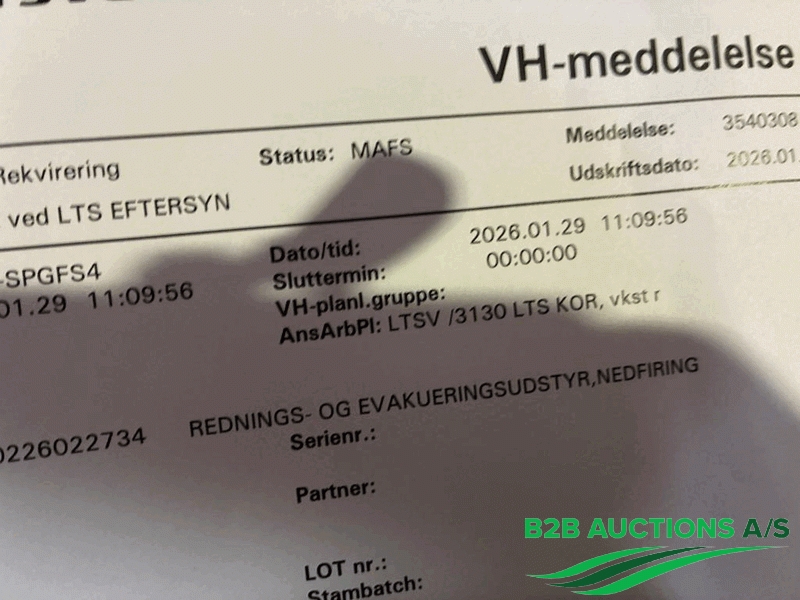 VH-meddelelse
Rekvirering Status: MAFS Meddelelse: 3540308
ved LTS EFTERSYN Udskriftsdato: 2026.01.
-SPGFS4 Dato/tid: 2026.01.29 11:09:56
01.29 11:09:56 Sluttermin: 00:00:00
VH-planl.gruppe:
AnsArbPl: LTSV /3130 LTS KOR, vkst r
0226022734 REDNINGS- OG EVAKUERINGSUDSTYR,NEDFIRING
Serienr.:
Partner:
LOT nr.:
Stambatch:
B2B AUCTIONS A/S